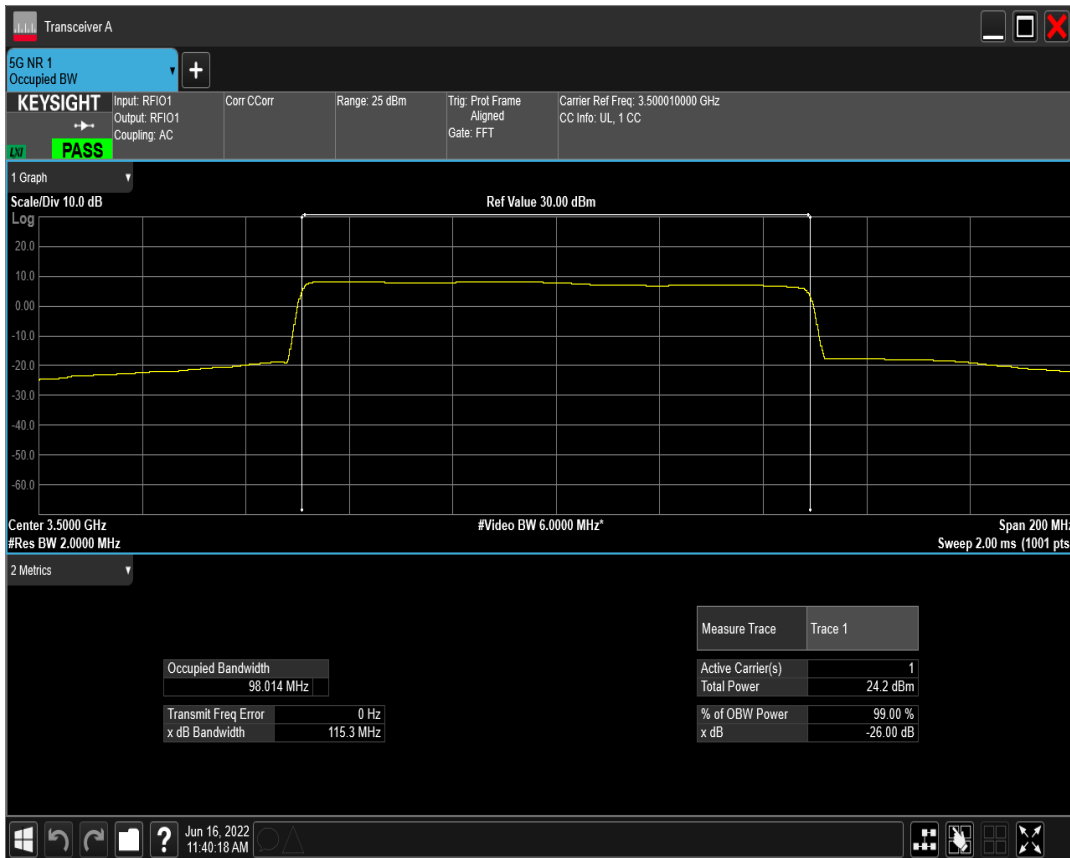 Transceiver A
5G NR 1
Occupied BW
+
KEYSIGHT
LXI
PASS
Input: RFIO1
Output: RFIO1
Coupling: AC
Corr CCorr
Range: 25 dBm
Trig: Prot Frame
Aligned
Gate: FFT
Carrier Ref Freq: 3.500010000 GHz
CC Info: UL, 1 CC
1 Graph
Scale/Div 10.0 dB
Ref Value 30.00 dBm
Log
20.0
10.0
0.00
-10.0
-20.0
-30.0
-40.0
-50.0
-60.0
Center 3.5000 GHz
#Video BW 6.0000 MHz*
Span 200 MHz
#Res BW 2.0000 MHz
Sweep 2.00 ms (1001 pts
2 Metrics
Measure Trace Trace 1
Occupied Bandwidth
98.014 MHz
Active Carrier(s) 1
Total Power 24.2 dBm
Transmit Freq Error 0 Hz
x dB Bandwidth 115.3 MHz
% of OBW Power 99.00 %
x dB -26.00 dB
?
Jun 16, 2022
11:40:18 AM